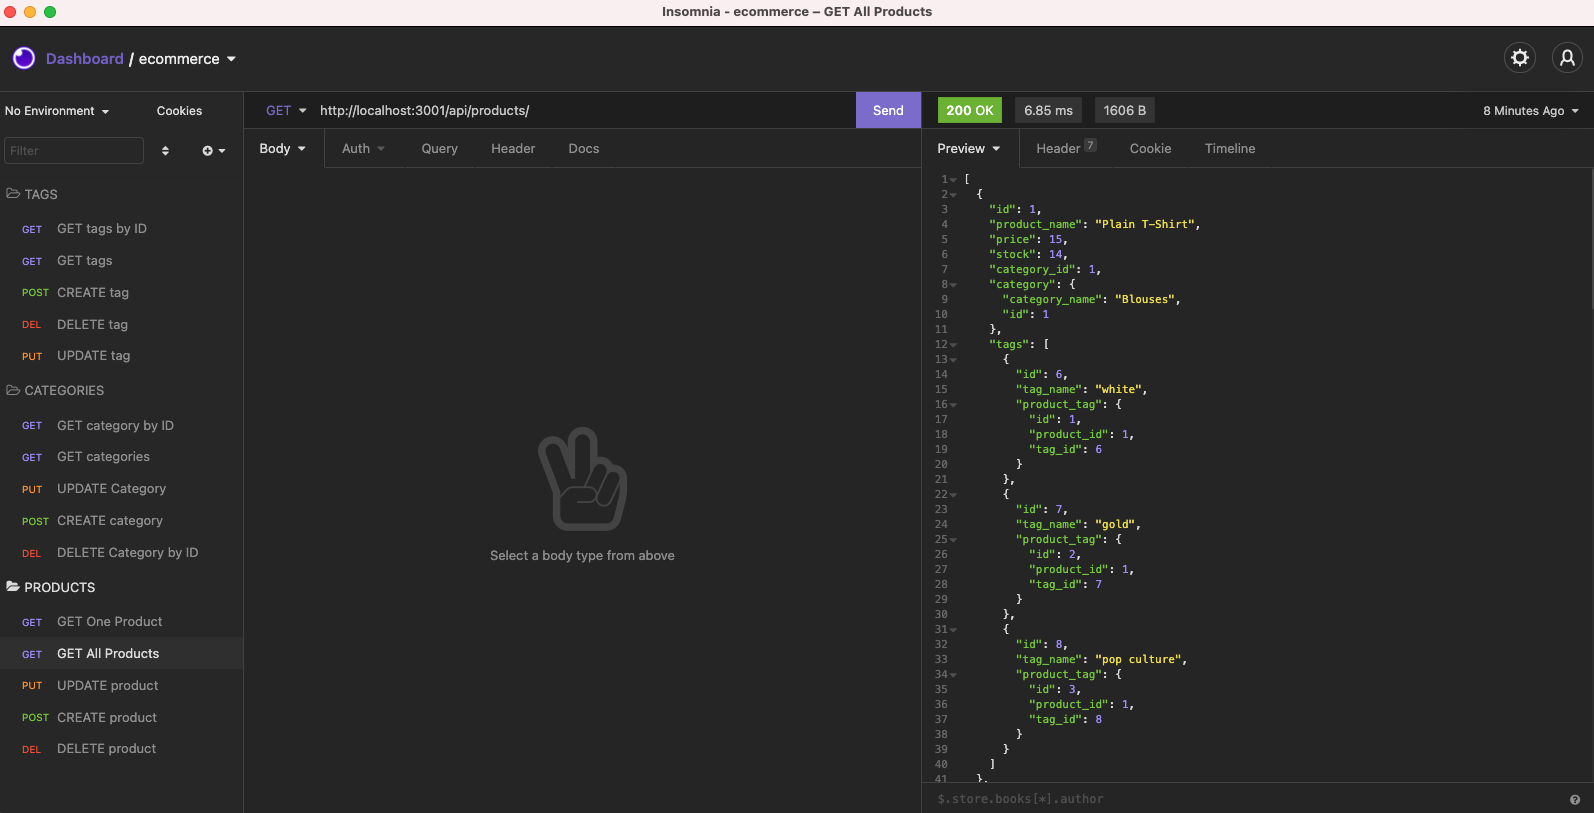 Insomnia - ecommerce – GET All Products
Dashboard / ecommerce
No Environment
Cookies
Filter
TAGS
GET GET tags by ID
GET GET tags
POST CREATE tag
DEL DELETE tag
PUT UPDATE tag
CATEGORIES
GET GET category by ID
GET GET categories
PUT UPDATE Category
POST CREATE category
DEL DELETE Category by ID
PRODUCTS
GET GET One Product
GET GET All Products
PUT UPDATE product
POST CREATE product
DEL DELETE product
GET http://localhost:3001/api/products/ Send
Body Auth Query Header Docs
Select a body type from above
200 OK 6.85 ms 1606 B 8 Minutes Ago
Preview Header 7 Cookie Timeline
1 [
2 {
3 "id": 1,
4 "product_name": "Plain T-Shirt",
5 "price": 15,
6 "stock": 14,
7 "category_id": 1,
8 "category": {
9 "category_name": "Blouses",
10 "id": 1
11 },
12 "tags": [
13 {
14 "id": 6,
15 "tag_name": "white",
16 "product_tag": {
17 "id": 1,
18 "product_id": 1,
19 "tag_id": 6
20 }
21 },
22 {
23 "id": 7,
24 "tag_name": "gold",
25 "product_tag": {
26 "id": 2,
27 "product_id": 1,
28 "tag_id": 7
29 }
30 },
31 {
32 "id": 8,
33 "tag_name": "pop culture",
34 "product_tag": {
35 "id": 3,
36 "product_id": 1,
37 "tag_id": 8
38 }
39 }
40 ]
41 },
$.store.books[*].author